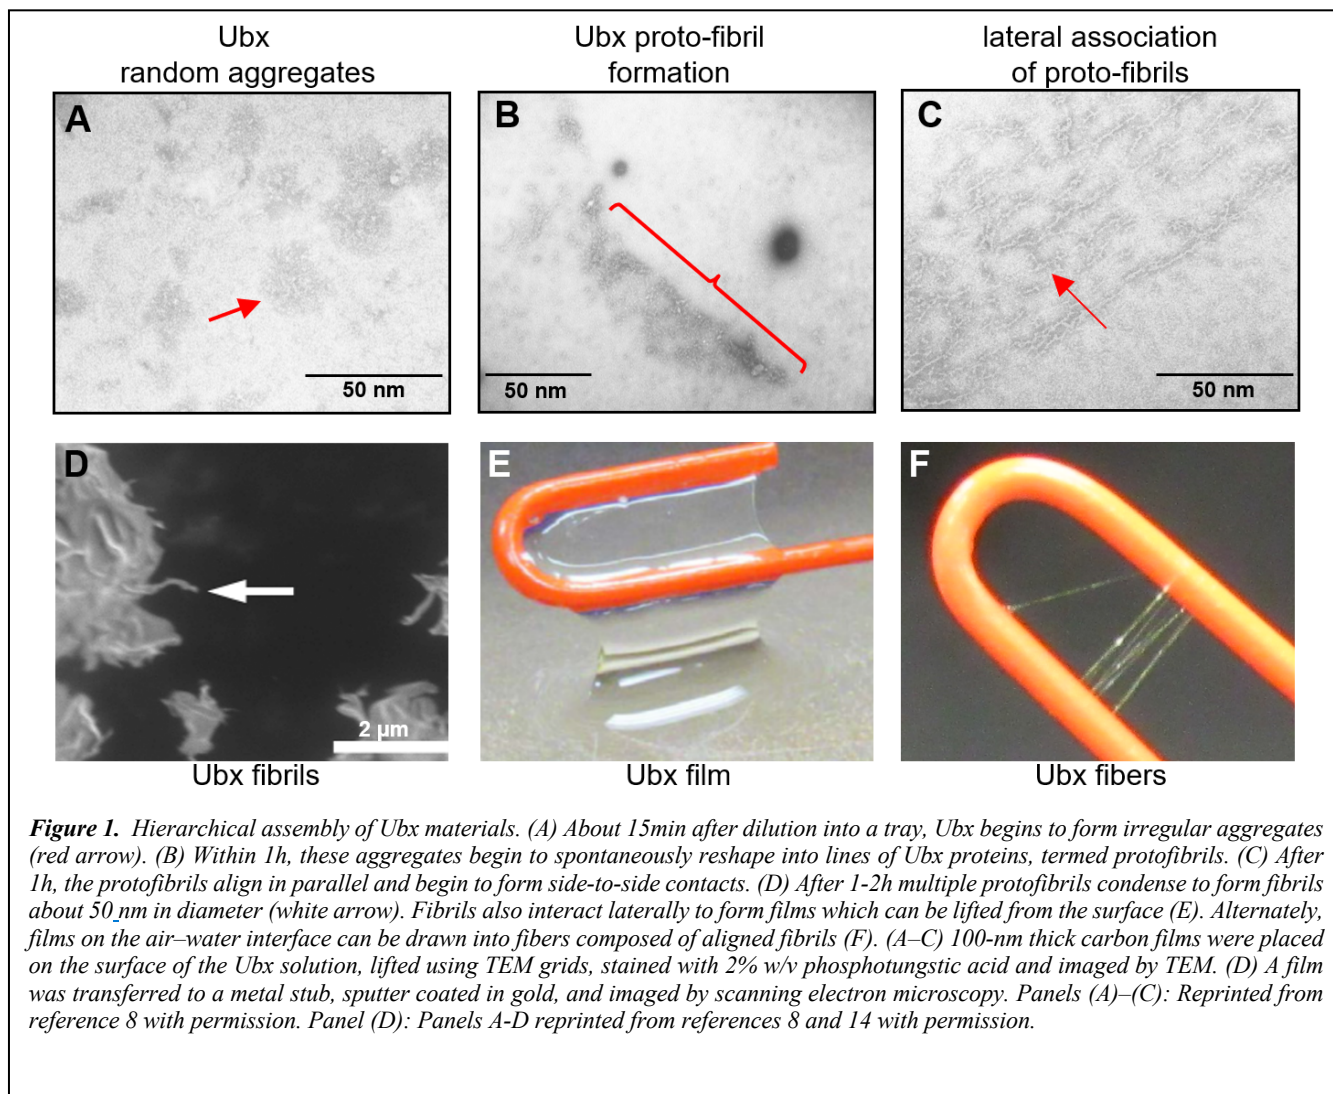 Ubx
random aggregates
Ubx proto-fibril
formation
lateral association
of proto-fibrils
A
50 nm
B
50 nm
C
50 nm
D
2 µm
E
F
Ubx fibrils
Ubx film
Ubx fibers
Figure 1. Hierarchical assembly of Ubx materials. (A) About 15min after dilution into a tray, Ubx begins to form irregular aggregates
(red arrow). (B) Within 1h, these aggregates begin to spontaneously reshape into lines of Ubx proteins, termed protofibrils. (C) After
1h, the protofibrils align in parallel and begin to form side-to-side contacts. (D) After 1-2h multiple protofibrils condense to form fibrils
about 50 nm in diameter (white arrow). Fibrils also interact laterally to form films which can be lifted from the surface (E). Alternately,
films on the air–water interface can be drawn into fibers composed of aligned fibrils (F). (A–C) 100-nm thick carbon films were placed
on the surface of the Ubx solution, lifted using TEM grids, stained with 2% w/v phosphotungstic acid and imaged by TEM. (D) A film
was transferred to a metal stub, sputter coated in gold, and imaged by scanning electron microscopy. Panels (A)–(C): Reprinted from
reference 8 with permission. Panel (D): Panels A-D reprinted from references 8 and 14 with permission.